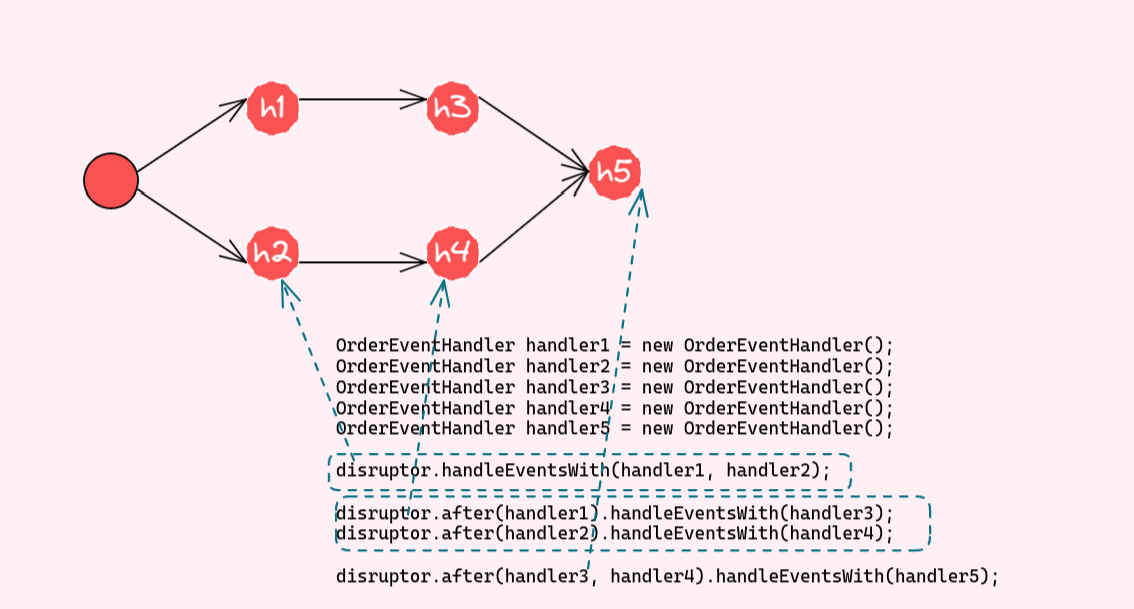 h1
h3
h5
h2
h4
OrderEventHandler handler1 = new OrderEventHandler();
OrderEventHandler handler2 = new OrderEventHandler();
OrderEventHandler handler3 = new OrderEventHandler();
OrderEventHandler handler4 = new OrderEventHandler();
OrderEventHandler handler5 = new OrderEventHandler();
disruptor.handleEventsWith(handler1, handler2);
disruptor.after(handler1).handleEventsWith(handler3);
disruptor.after(handler2).handleEventsWith(handler4);
disruptor.after(handler3, handler4).handleEventsWith(handler5);